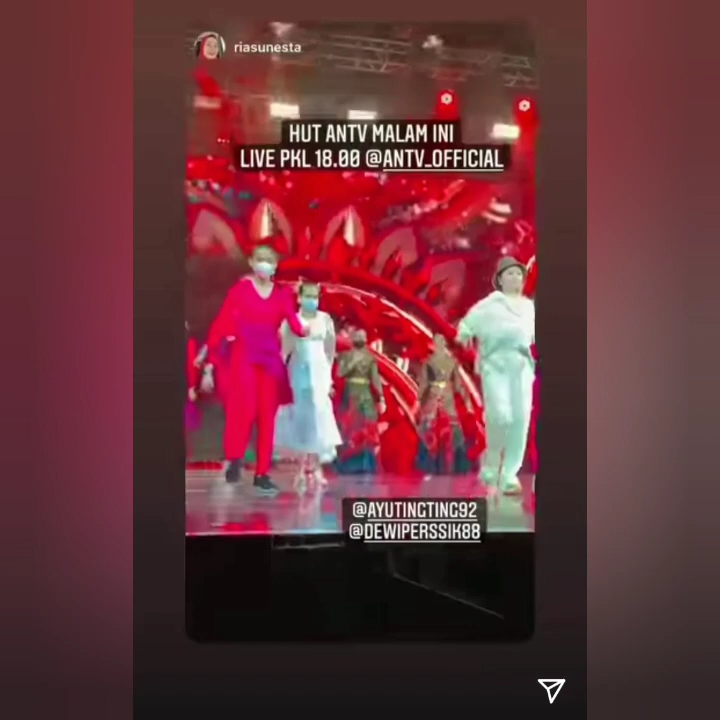 riasunesta
HUT ANTV MALAM INI
LIVE PKL 18.00 @ANTV_OFFICIAL
@AYUTINGTING92
@DEWIPERSSIK88